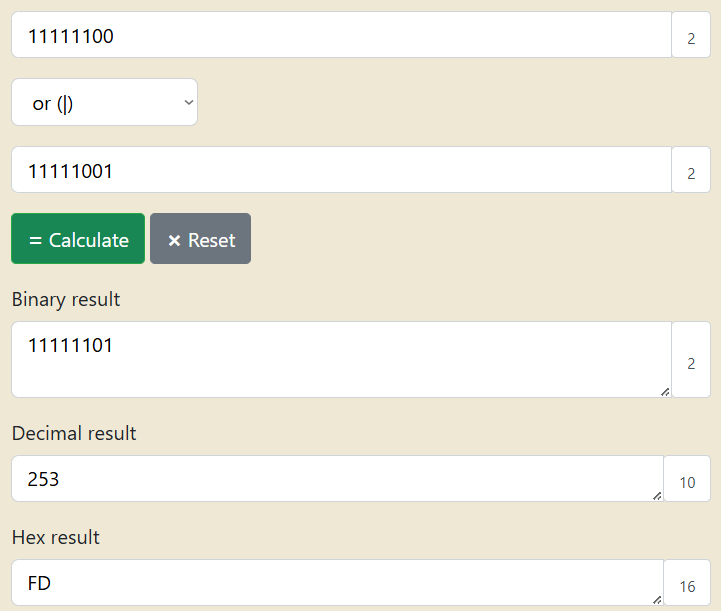 11111100 2
or (|)
11111001 2
= Calculate × Reset
Binary result
11111101 2
Decimal result
253 10
Hex result
FD 16